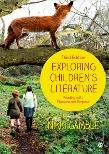 Third Edition
EXPLORING
CHILDREN'S
LITERATURE
Reading with
Pleasure and Purpose
NIKKI GAMBLE